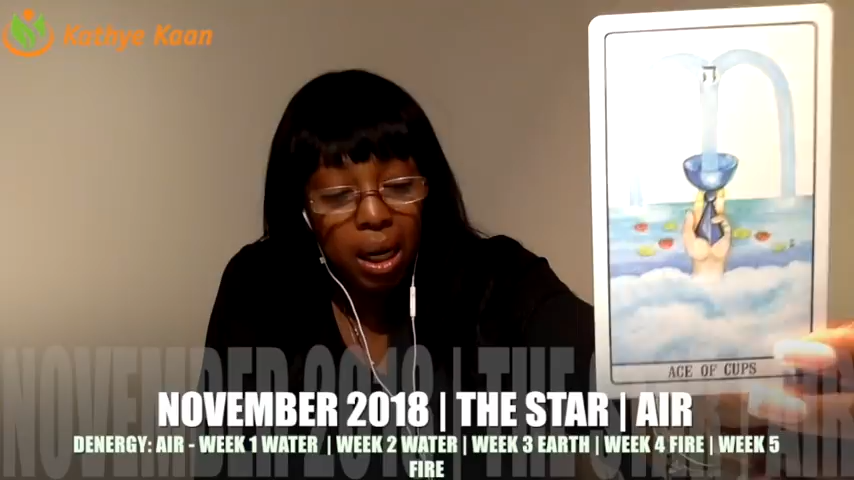 Kathye Kaan
ACE OF CUPS
NOVEMBER 2018 | THE STAR | AIR
DENERGY: AIR - WEEK 1 WATER | WEEK 2 WATER | WEEK 3 EARTH | WEEK 4 FIRE | WEEK 5
FIRE